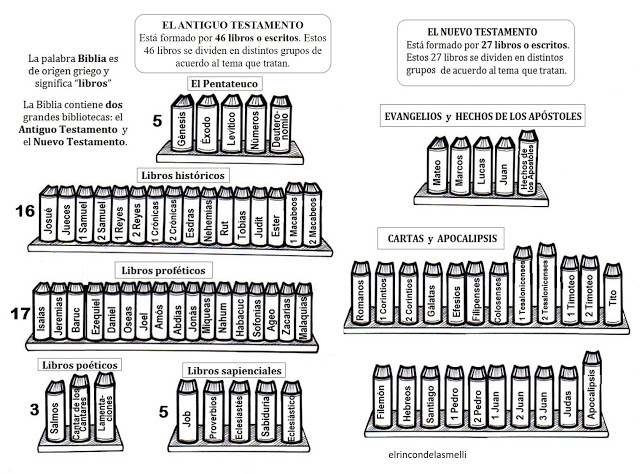 La palabra Biblia es
de origen griego y
significa "libros"
La Biblia contiene dos
grandes bibliotecas: el
Antiguo Testamento y
el Nuevo Testamento.
EL ANTIGUO TESTAMENTO
Está formado por 46 libros o escritos. Estos
46 libros se dividen en distintos grupos de
acuerdo al tema que tratan.
El Pentateuco
5
Génesis
Éxodo
Levítico
Números
Deutero-
nomio
Libros históricos
16
Josué
Jueces
1 Samuel
2 Samuel
1 Reyes
2 Reyes
1 Crónicas
2 Crónicas
Esdras
Nehemías
Rut
Tobías
Judit
Ester
1 Macabeos
2 Macabeos
Libros proféticos
17
Isaías
Jeremías
Baruc
Ezequiel
Daniel
Oseas
Joel
Amós
Abdías
Jonás
Miqueas
Nahum
Habacuc
Sofonías
Ageo
Zacarías
Malaquías
Libros poéticos
3
Salmos
Cantar de los
Cantares
Lamenta-
ciones
Libros sapienciales
5
Job
Proverbios
Eclesiastés
Sabiduría
Eclesiástico
EL NUEVO TESTAMENTO
Está formado por 27 libros o escritos.
Estos 27 libros se dividen en distintos
grupos de acuerdo al tema que tratan.
EVANGELIOS y HECHOS DE LOS APÓSTOLES
Mateo
Marcos
Lucas
Juan
Hechos de
los Apóstoles
CARTAS y APOCALIPSIS
Romanos
1 Corintios
2 Corintios
Gálatas
Efesios
Filipenses
Colosenses
1 Tesalonicenses
2 Tesalonicenses
1 Timoteo
2 Timoteo
Tito
Filemón
Hebreos
Santiago
1 Pedro
2 Pedro
1 Juan
2 Juan
3 Juan
Judas
Apocalipsis
elrincondelasmelli